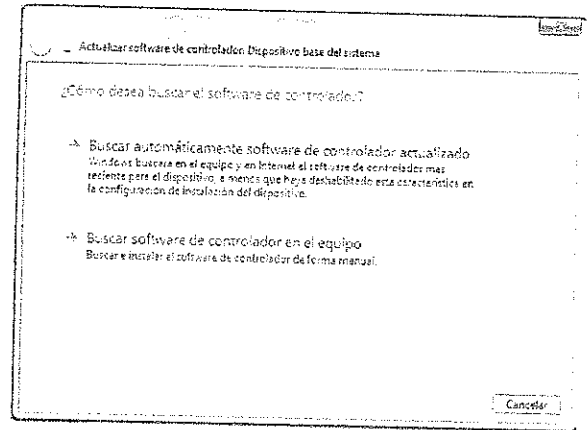 Actualizar software de controlador: Dispositivo base del sistema
¿Cómo desea buscar el software de controlador?
Buscar automáticamente software de controlador actualizado
Windows buscará en el equipo y en Internet el software de controlador más
reciente para el dispositivo, a menos que haya deshabilitado esta característica en
la configuración de instalación del dispositivo.
Buscar software de controlador en el equipo
Buscar e instalar el software de controlador de forma manual.
Cancelar